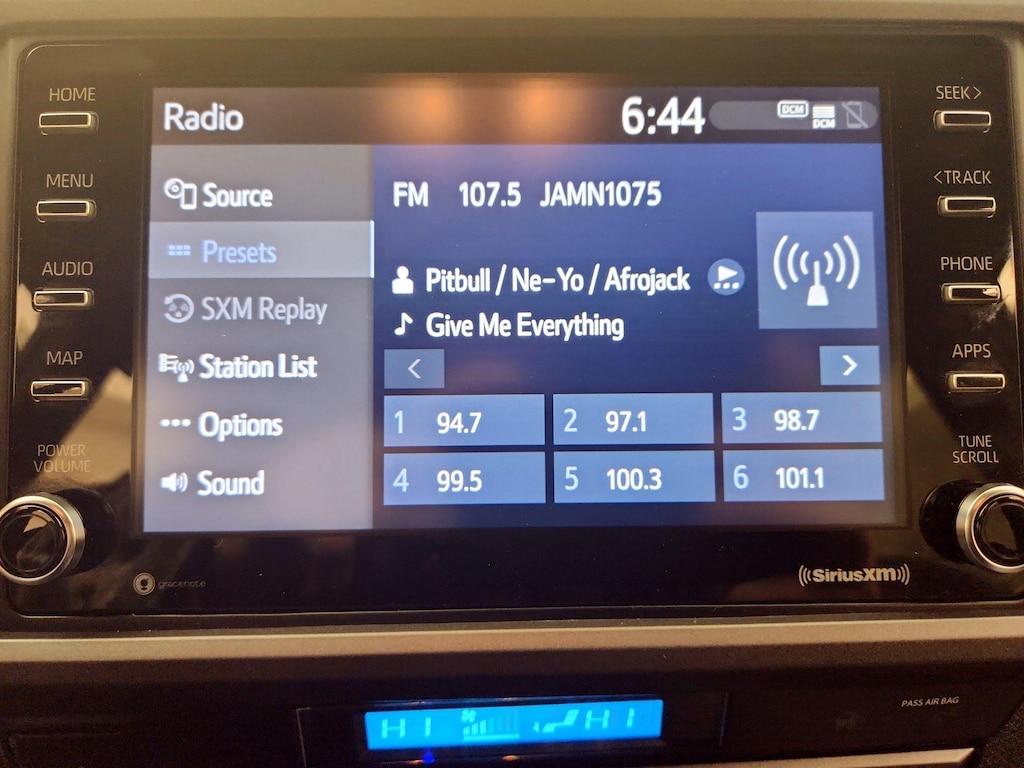 HOME
MENU
AUDIO
MAP
POWER
VOLUME
Radio
6:44
DCM
DCM
Source
Presets
SXM Replay
Station List
Options
Sound
FM 107.5 JAMN1075
Pitbull / Ne-Yo / Afrojack
Give Me Everything
<
>
1 94.7
2 97.1
3 98.7
4 99.5
5 100.3
6 101.1
SEEK>
<TRACK
PHONE
APPS
TUNE
SCROLL
gracenote
SiriusXM
HI HI
PASS AIR BAG